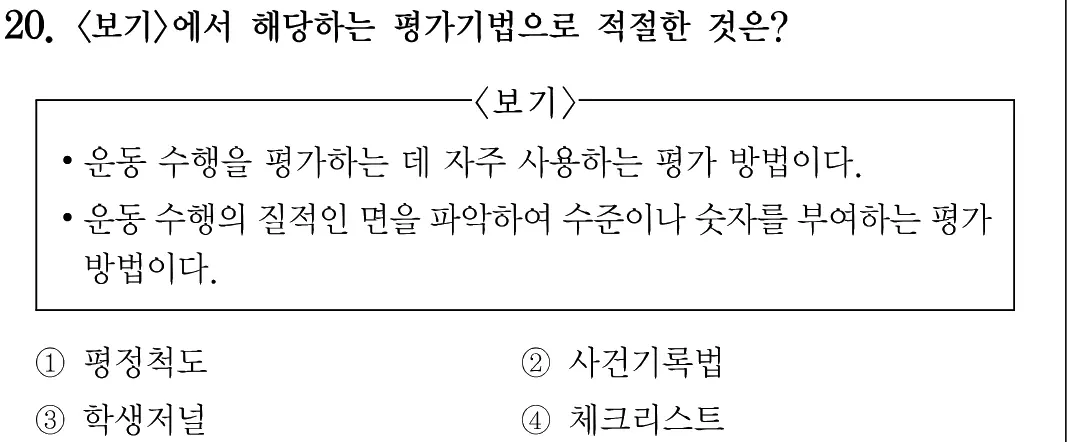 20. 〈보기〉에서 해당하는 평가기법으로 적절한 것은?
〈보기〉
• 운동 수행을 평가하는 데 자주 사용하는 평가 방법이다.
• 운동 수행의 질적인 면을 파악하여 수준이나 숫자를 부여하는 평가
방법이다.
① 평정척도 ② 사건기록법
③ 학생저널 ④ 체크리스트